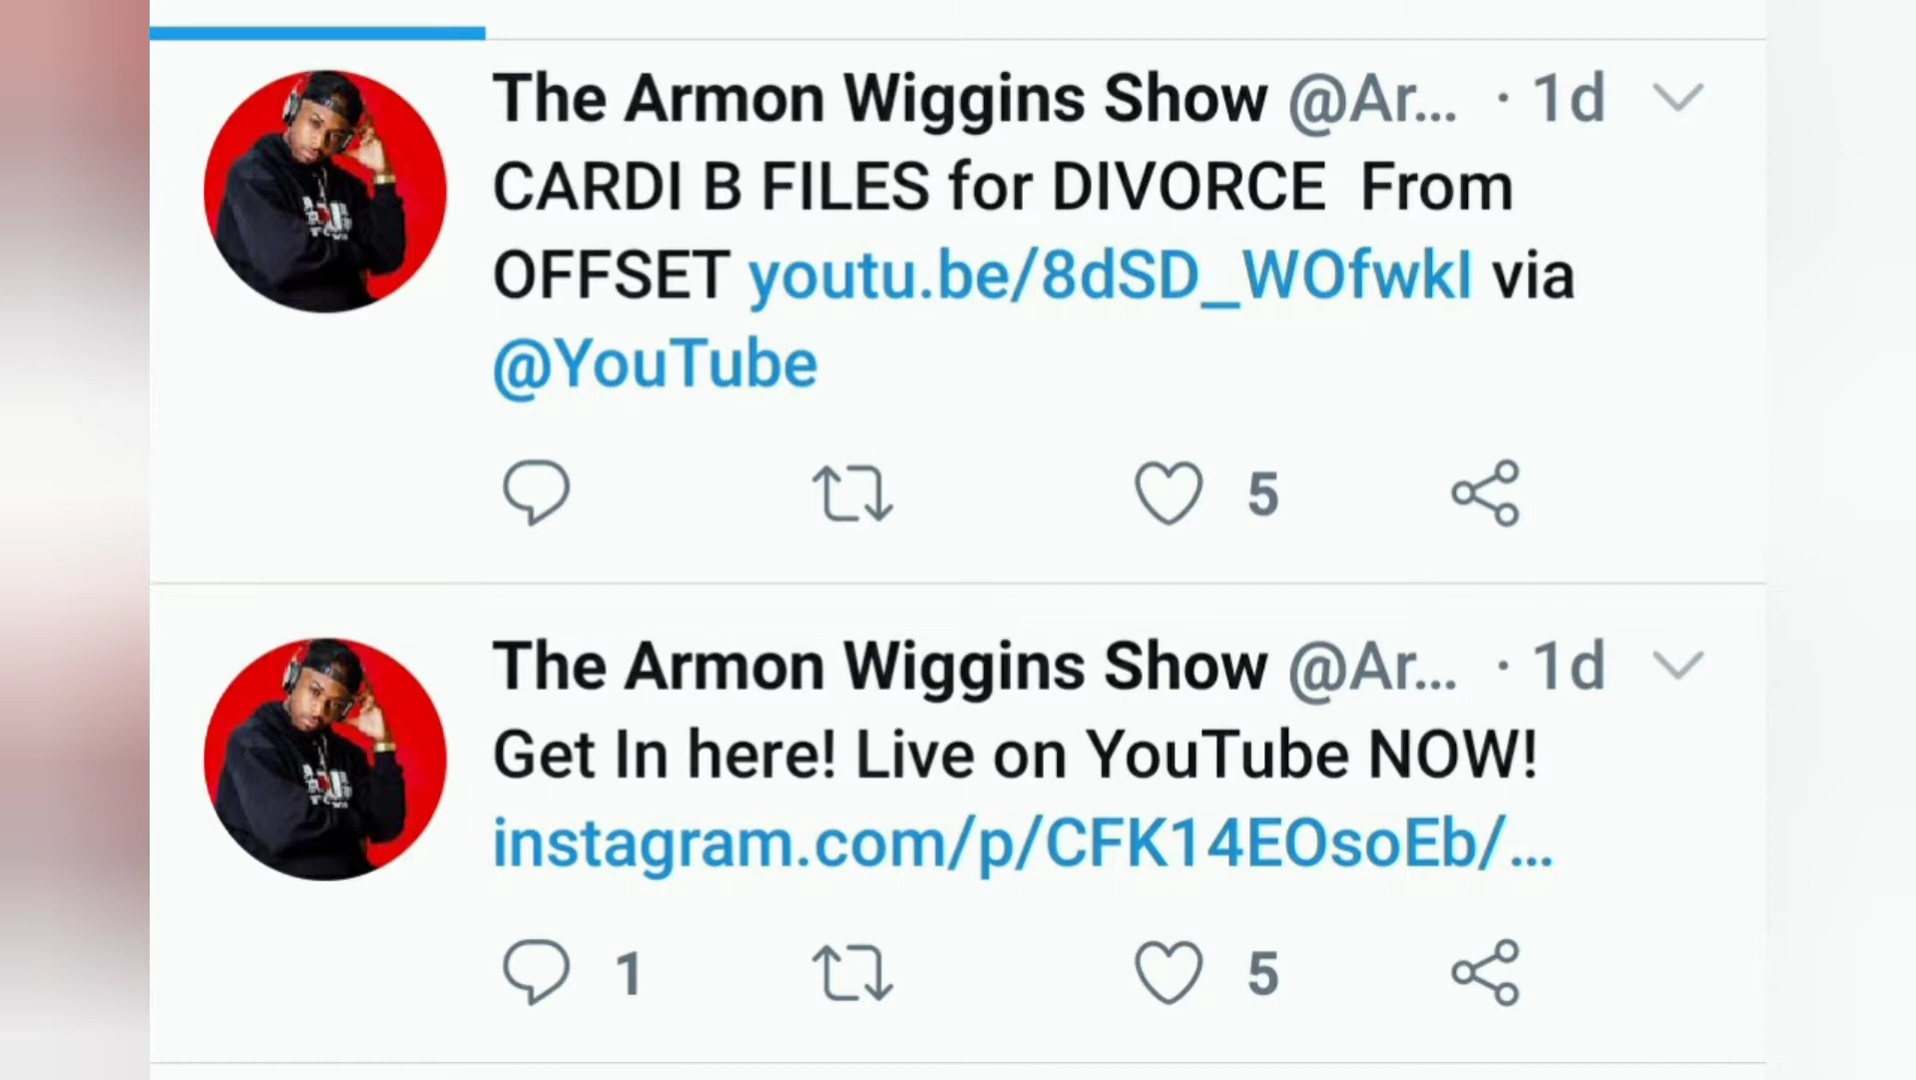 The Armon Wiggins Show @Ar... · 1d
CARDI B FILES for DIVORCE From
OFFSET youtu.be/8dSD_WOfwkI via
@YouTube
5
The Armon Wiggins Show @Ar... · 1d
Get In here! Live on YouTube NOW!
instagram.com/p/CFK14EOsoEb/...
1 5